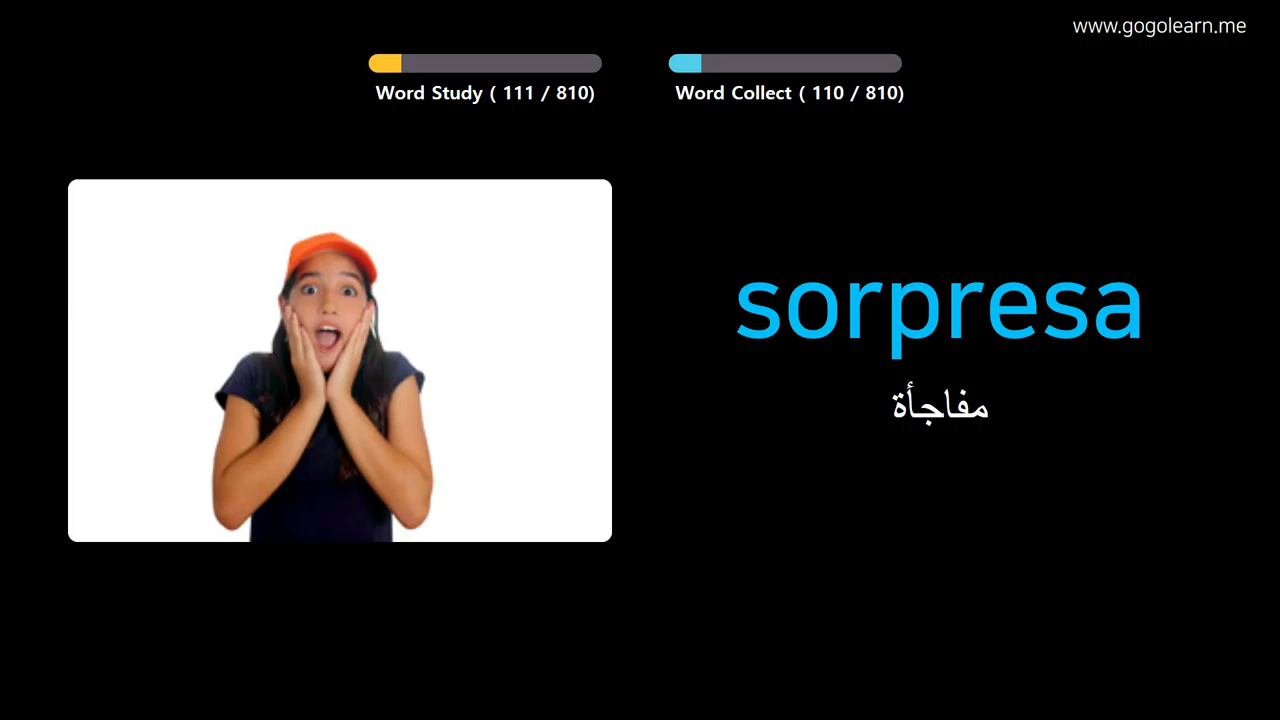 www.gogolearn.me
Word Study ( 111 / 810)
Word Collect ( 110 / 810)
sorpresa
مفاجأة